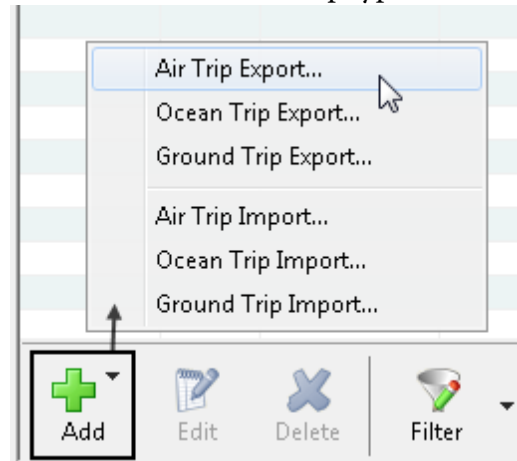 Air Trip Export...
Ocean Trip Export...
Ground Trip Export...
Air Trip Import...
Ocean Trip Import...
Ground Trip Import...
Add Edit Delete Filter